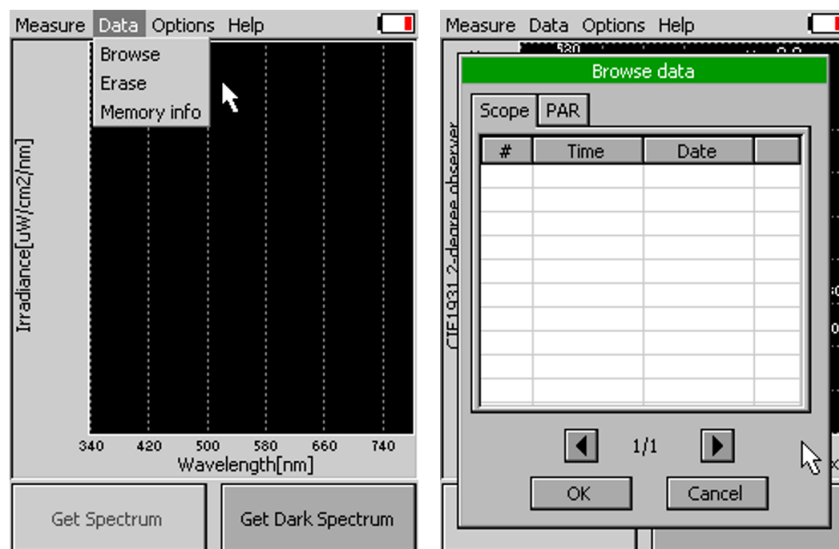 Measure Data Options Help
Browse
Erase
Memory info
Irradiance[uW/cm2/nm]
340 420 500 580 660 740
Wavelength[nm]
Get Spectrum
Get Dark Spectrum
Measure Data Options Help
520
Browse data
Scope PAR
# Time Date
CIE1931 2-degree observer
1/1
OK
Cancel